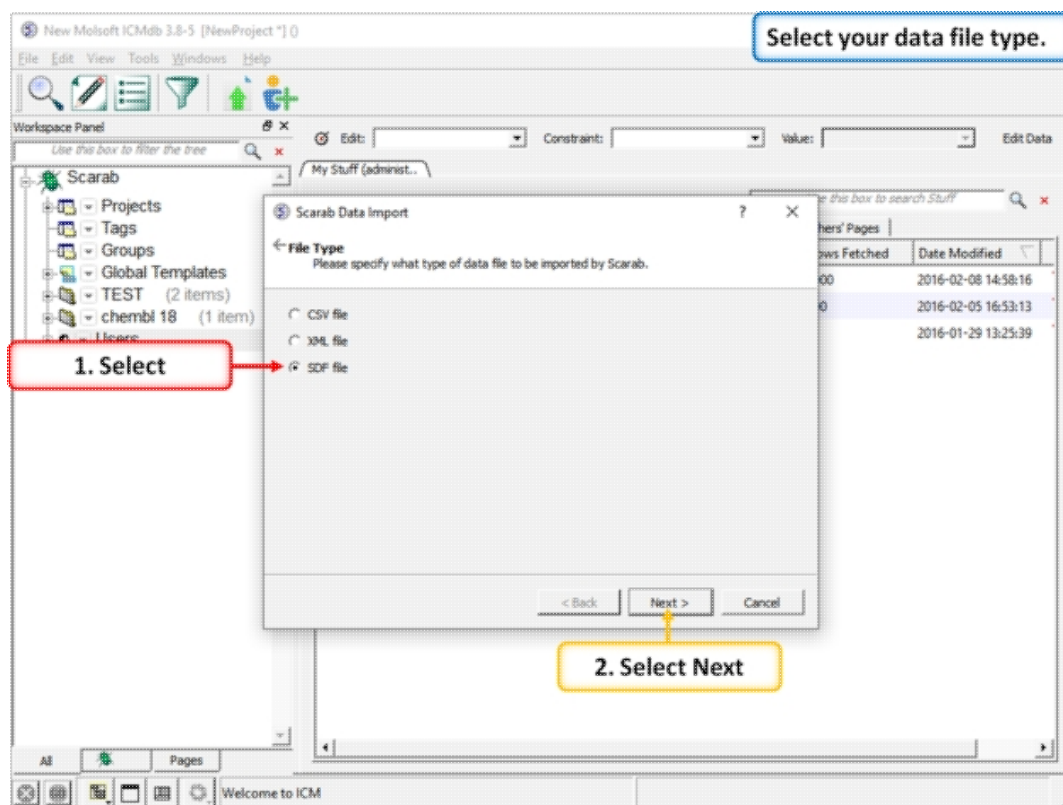 New Molsoft ICMdb 3.8-5 [NewProject *] ()
Select your data file type.
File Edit View Tools Windows Help
Workspace Panel
Use this box to filter the tree
Edit: Constraint: Value: Edit Data
My Stuff (administ..
Scarab
Projects
Tags
Groups
Global Templates
TEST (2 items)
chembl 18 (1 item)
Users
e this box to search Stuff
hers' Pages
ows Fetched Date Modified
00 2016-02-08 14:58:16
0 2016-02-05 16:53:13
2016-01-29 13:25:39
Scarab Data Import ? ×
File Type
Please specify what type of data file to be imported by Scarab.
CSV file
XML file
SDF file
1. Select
< Back Next > Cancel
2. Select Next
All Pages
Welcome to ICM